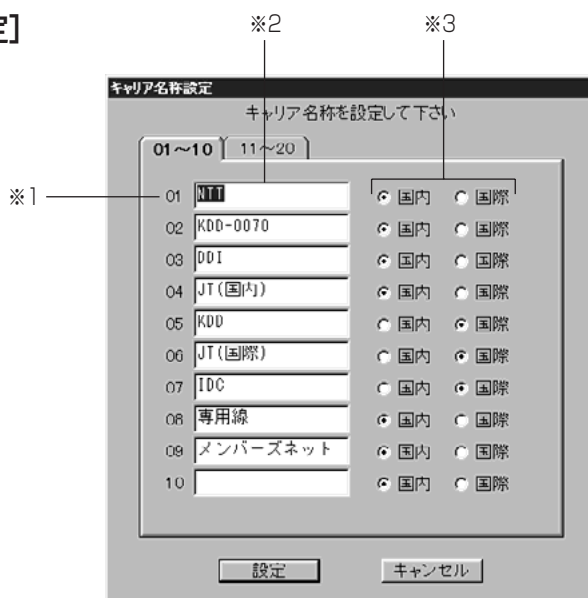 定]
※2 ※3
キャリア名称設定
キャリア名称を設定して下さい
01～10 11～20
※1 01 NTT 国内 国際
02 KDD-0070 国内 国際
03 DDI 国内 国際
04 JT(国内) 国内 国際
05 KDD 国内 国際
06 JT(国際) 国内 国際
07 IDC 国内 国際
08 専用線 国内 国際
09 メンバーズネット 国内 国際
10 国内 国際
設定 キャンセル